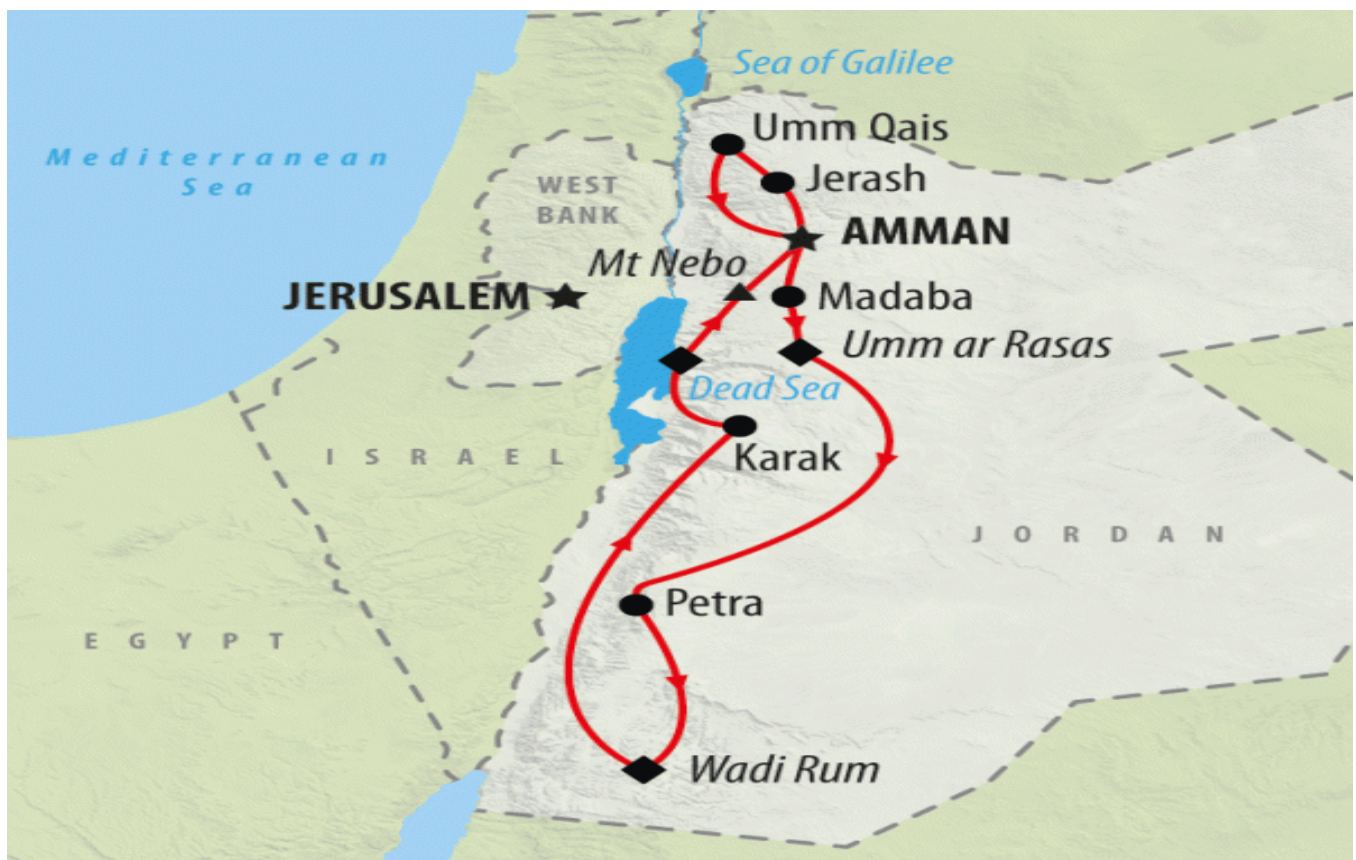 Sea of Galilee
Umm Qais
Mediterranean
Sea
Jerash
WEST
BANK
AMMAN
Mt Nebo
JERUSALEM
Madaba
Umm ar Rasas
Dead Sea
ISRAEL
Karak
JORDAN
Petra
EGYPT
Wadi Rum